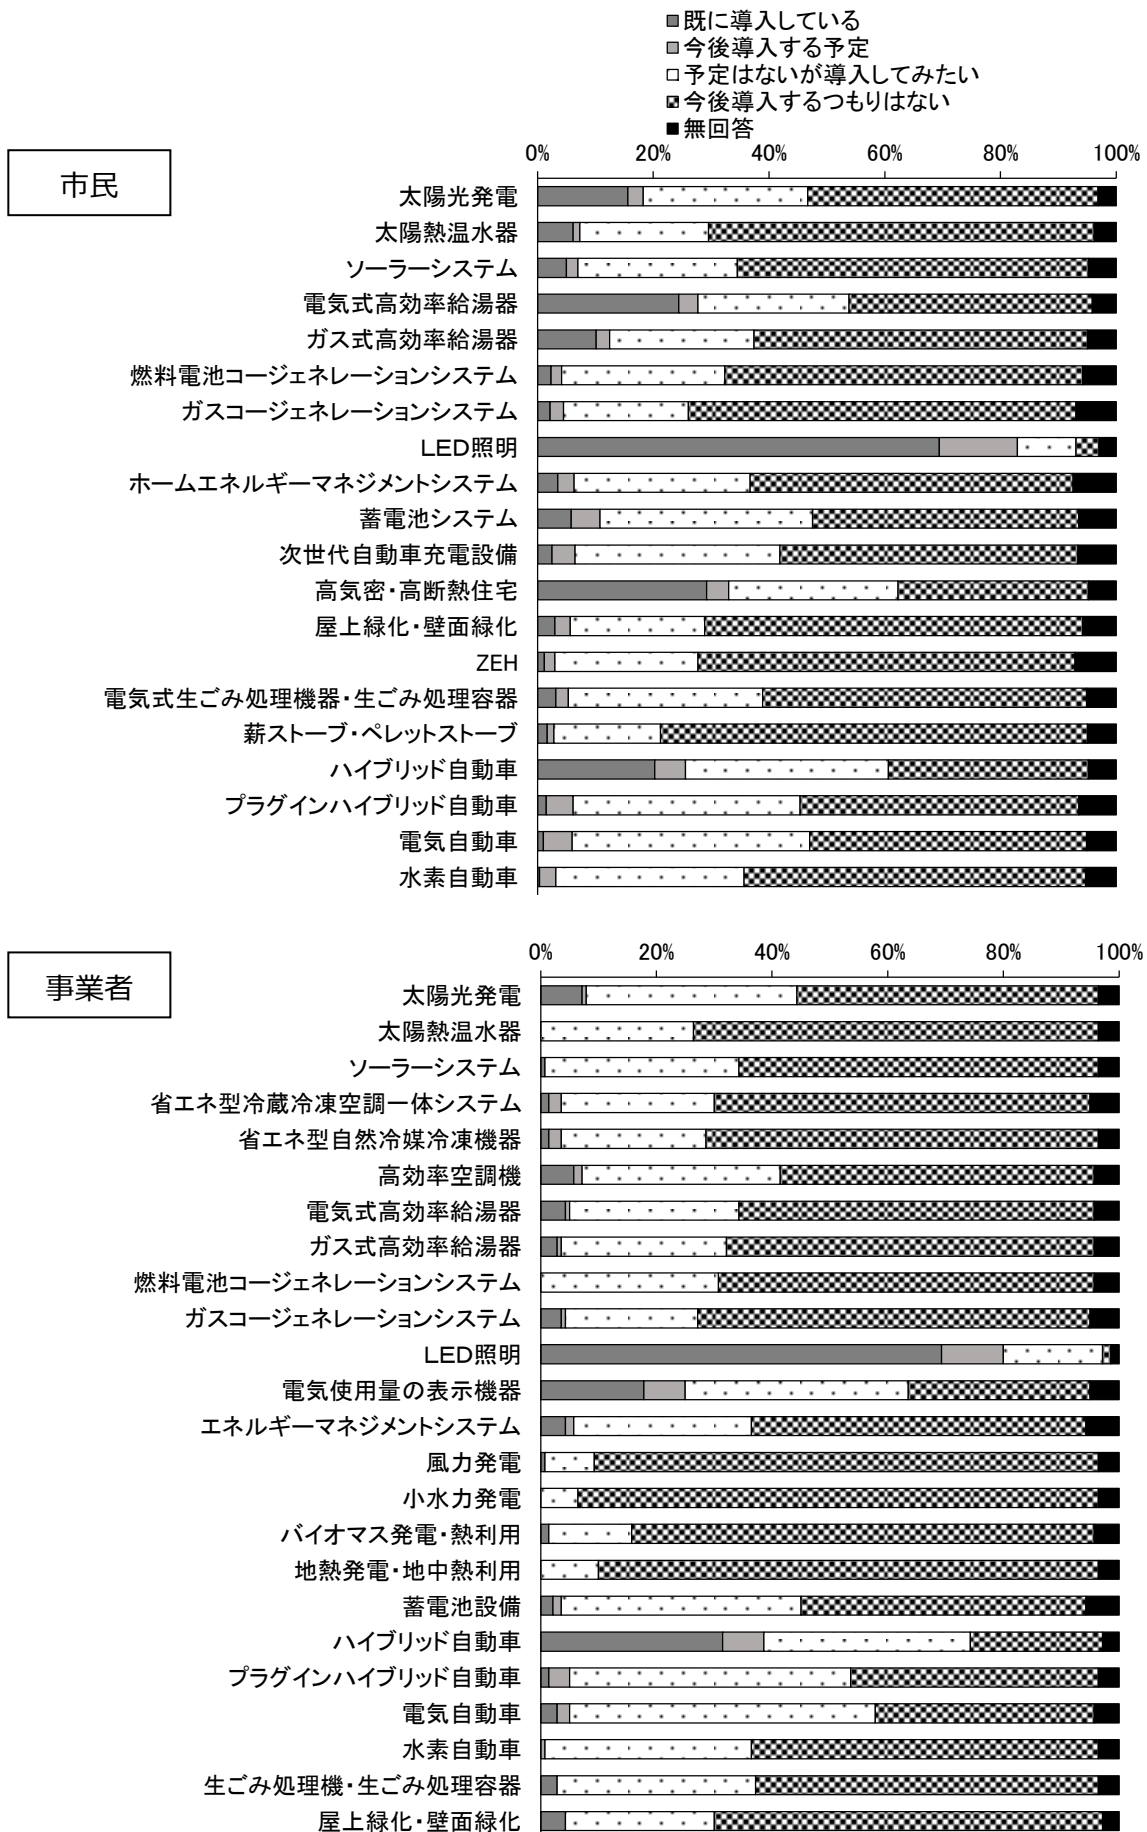 既に導入している
今後導入する予定
予定はないが導入してみたい
今後導入するつもりはない
無回答
市民
0% 20% 40% 60% 80% 100%
太陽光発電
太陽熱温水器
ソーラーシステム
電気式高効率給湯器
ガス式高効率給湯器
燃料電池コージェネレーションシステム
ガスコージェネレーションシステム
LED照明
ホームエネルギーマネジメントシステム
蓄電池システム
次世代自動車充電設備
高気密・高断熱住宅
屋上緑化・壁面緑化
ZEH
電気式生ごみ処理機器・生ごみ処理容器
薪ストーブ・ペレットストーブ
ハイブリッド自動車
プラグインハイブリッド自動車
電気自動車
水素自動車
事業者
0% 20% 40% 60% 80% 100%
太陽光発電
太陽熱温水器
ソーラーシステム
省エネ型冷蔵冷凍空調一体システム
省エネ型自然冷媒冷凍機器
高効率空調機
電気式高効率給湯器
ガス式高効率給湯器
燃料電池コージェネレーションシステム
ガスコージェネレーションシステム
LED照明
電気使用量の表示機器
エネルギーマネジメントシステム
風力発電
小水力発電
バイオマス発電・熱利用
地熱発電・地中熱利用
蓄電池設備
ハイブリッド自動車
プラグインハイブリッド自動車
電気自動車
水素自動車
生ごみ処理機・生ごみ処理容器
屋上緑化・壁面緑化